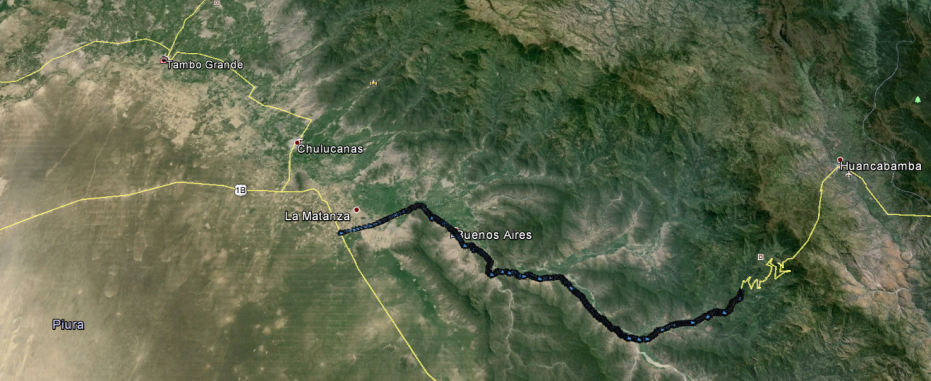 Tambo Grande
Chulucanas
Huancabamba
1B
La Matanza
Buenos Aires
Piura